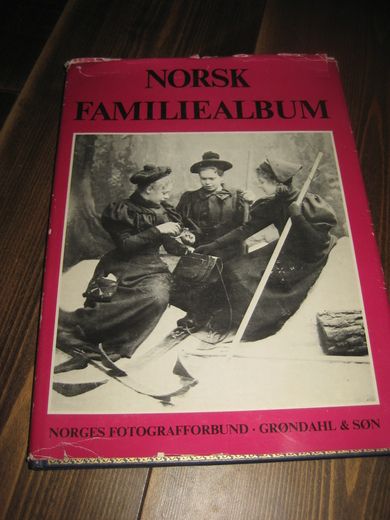 NORSK
FAMILIEALBUM
NORGES FOTOGRAFFORBUND · GRØNDAHL & SØN